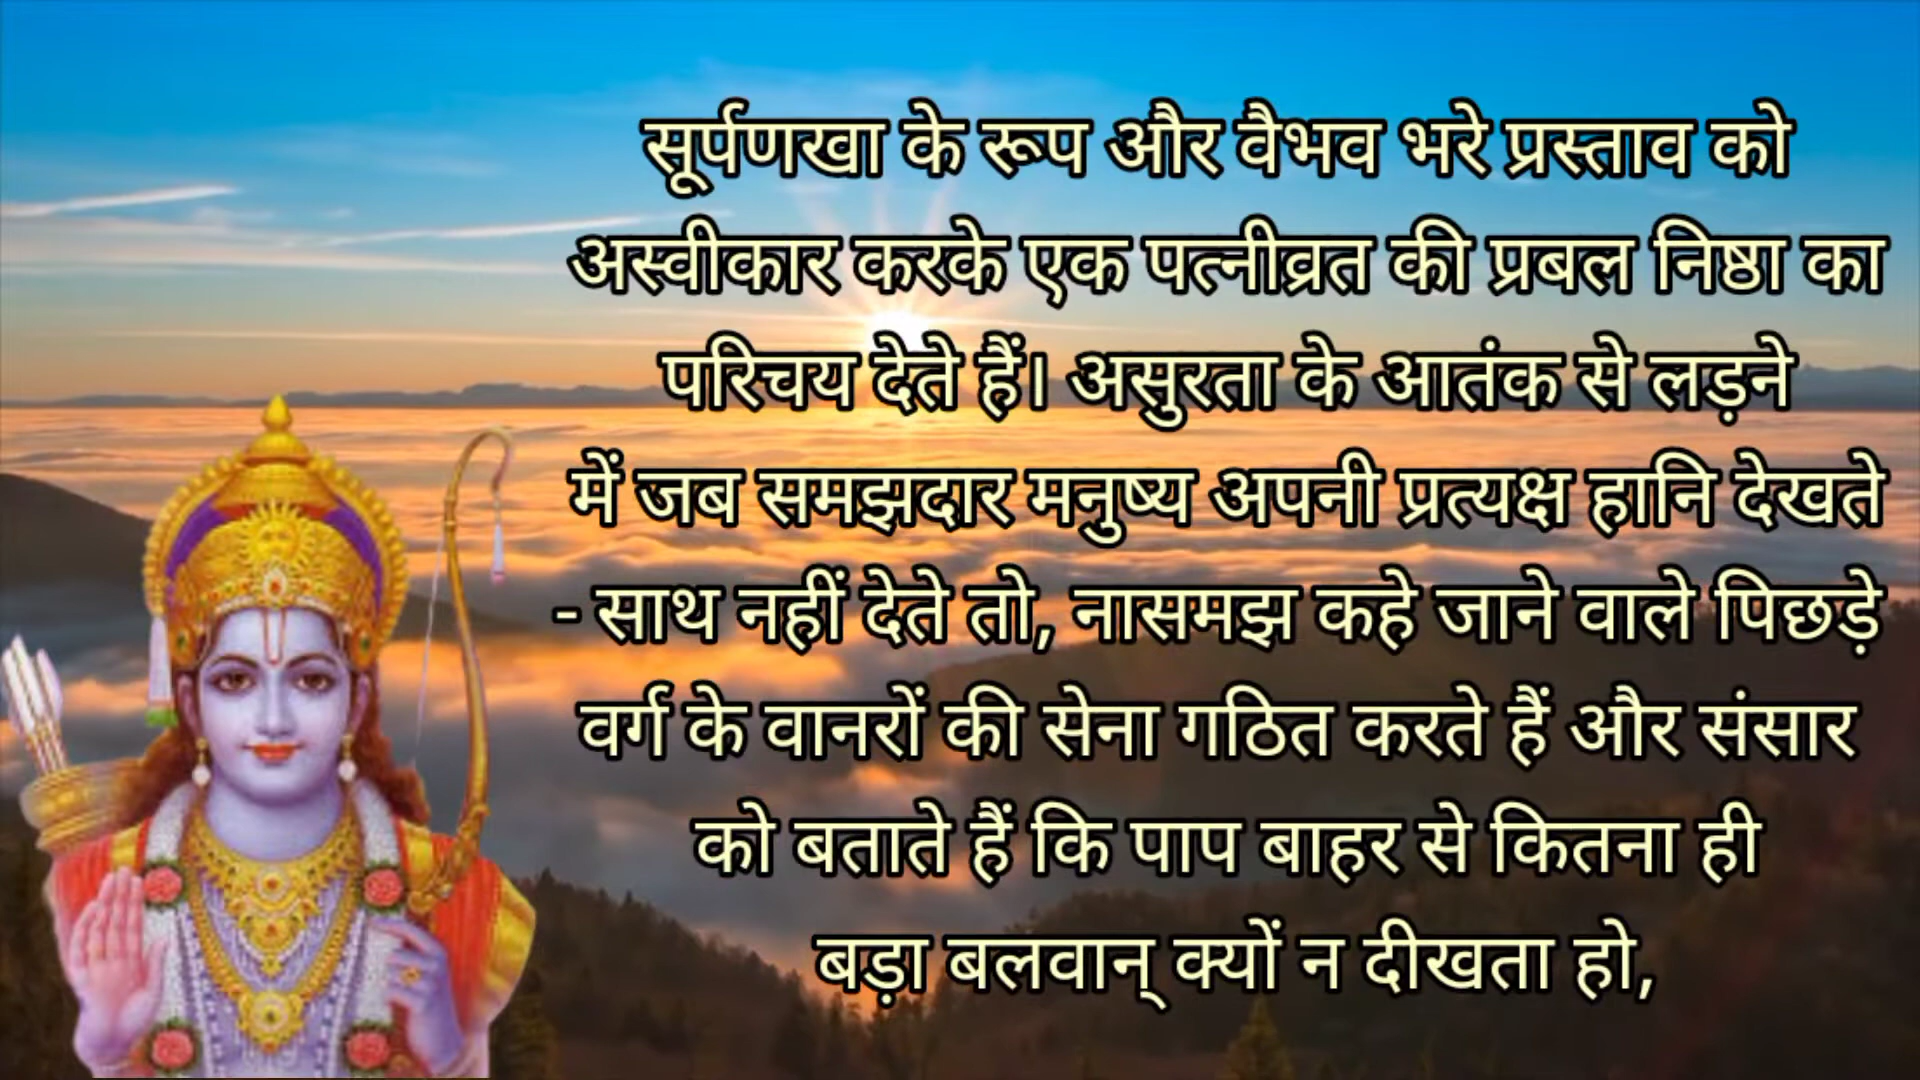 सूर्पणखा के रूप और वैभव भरे प्रस्ताव को
अस्वीकार करके एक पत्नीव्रत की प्रबल निष्ठा का
परिचय देते हैं। असुरता के आतंक से लड़ने
में जब समझदार मनुष्य अपनी प्रत्यक्ष हानि देखते
- साथ नहीं देते तो, नासमझ कहे जाने वाले पिछड़े
वर्ग के वानरों की सेना गठित करते हैं और संसार
को बताते हैं कि पाप बाहर से कितना ही
बड़ा बलवान् क्यों न दीखता हो,